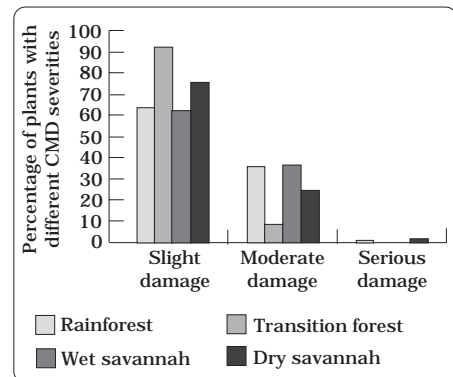 Percentage of plants with
different CMD severities
100
90
80
70
60
50
40
30
20
10
0
Slight
damage
Moderate
damage
Serious
damage
Rainforest
Transition forest
Wet savannah
Dry savannah